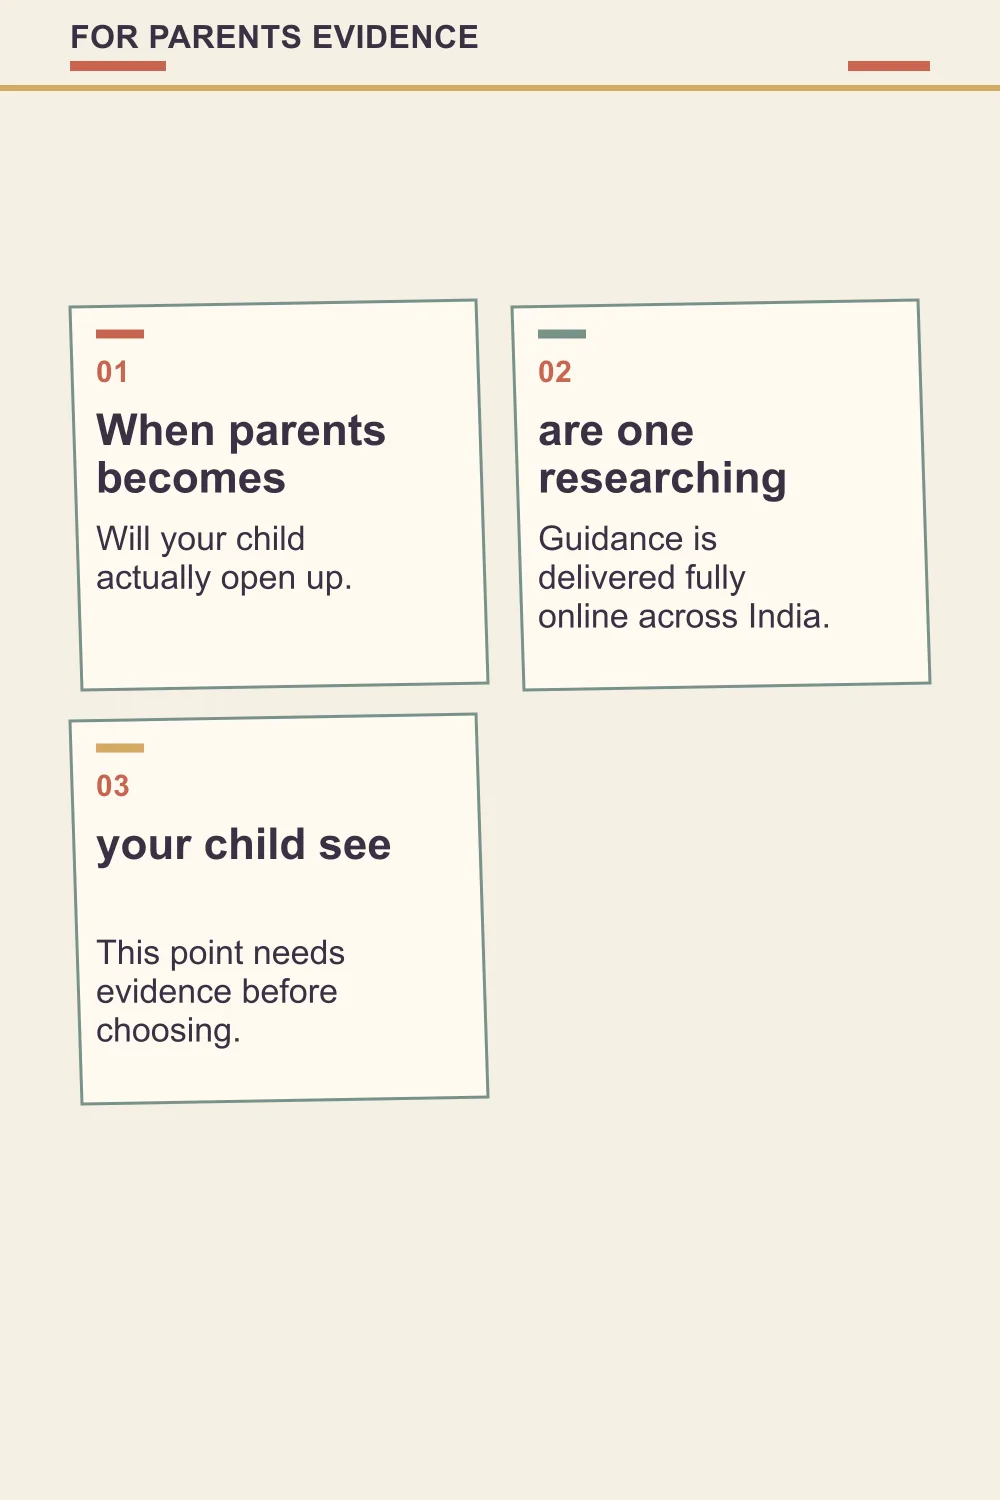 FOR PARENTS EVIDENCE
01
When parents
becomes
Will your child
actually open up.
02
are one
researching
Guidance is
delivered fully
online across India.
03
your child see
This point needs
evidence before
choosing.